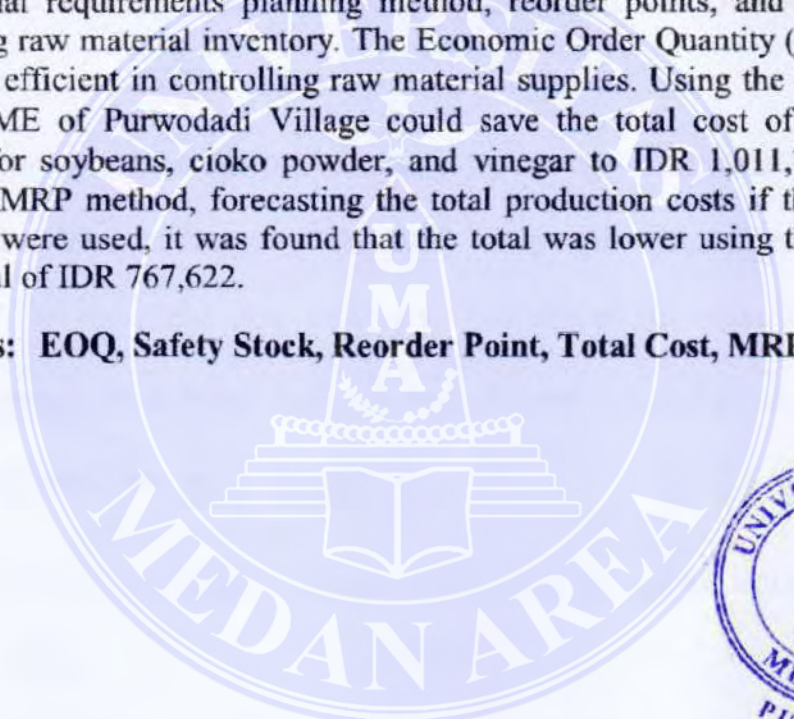 requirements planning method, reorder points, and
raw material inventory. The Economic Order Quantity (
efficient in controlling raw material supplies. Using the
ME of Purwodadi Village could save the total cost of
for soybeans, cioko powder, and vinegar to IDR 1,011,
MRP method, forecasting the total production costs if
were used, it was found that the total was lower using
of IDR 767,622.
EOQ, Safety Stock, Reorder Point, Total Cost, MRP
UNIVERSITAS
UMA
MEDAN AREA